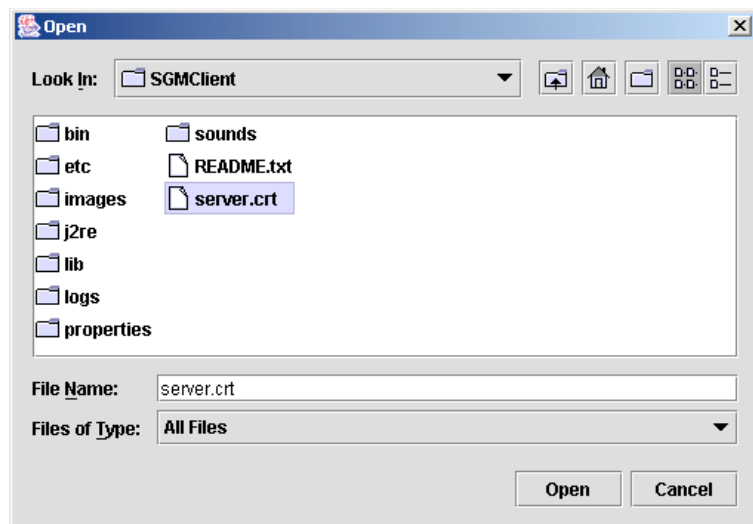 Open
Look In: SGMClient
bin sounds
etc README.txt
images server.crt
j2re
lib
logs
properties
File Name: server.crt
Files of Type: All Files
Open Cancel